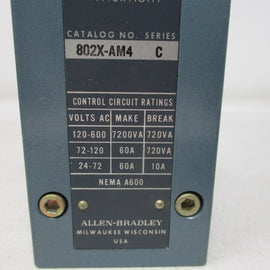 CATALOG NO. SERIES
802X-AM4 C
CONTROL CIRCUIT RATINGS
VOLTS AC MAKE BREAK
120-600 7200VA 720VA
72-120 60A 720VA
24-72 60A 10A
NEMA A600
ALLEN-BRADLEY
MILWAUKEE WISCONSIN
USA